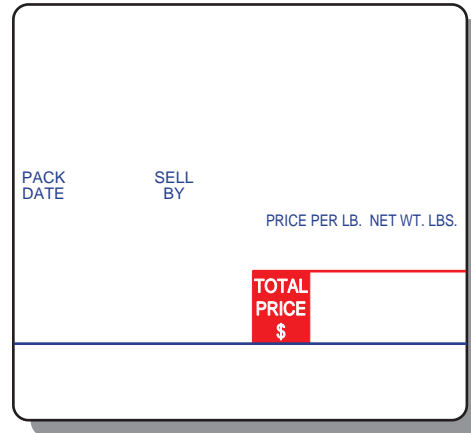 PACK
DATE
SELL
BY
PRICE PER LB. NET WT. LBS.
TOTAL
PRICE
$